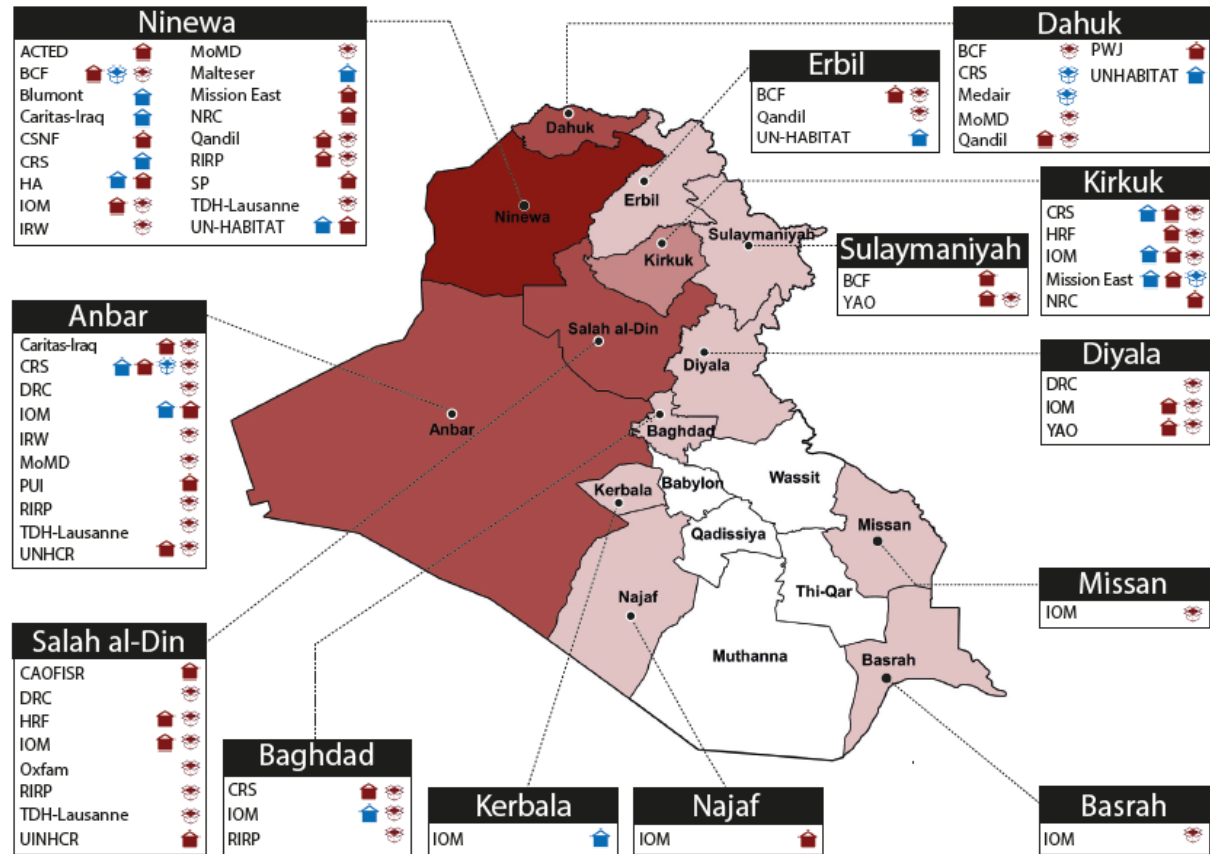 Ninewa
ACTED
BCF
Blumont
Caritas-Iraq
CSNF
CRS
HA
IOM
IRW
MoMD
Malteser
Mission East
NRC
Qandil
RIRP
SP
TDH-Lausanne
UN-HABITAT
Erbil
BCF
Qandil
UN-HABITAT
Dahuk
BCF
CRS
Medair
MoMD
Qandil
PWJ
UNHABITAT
Kirkuk
CRS
HRF
IOM
Mission East
NRC
Sulaymaniyah
BCF
YAO
Anbar
Caritas-Iraq
CRS
DRC
IOM
IRW
MoMD
PUI
RIRP
TDH-Lausanne
UNHCR
Diyala
DRC
IOM
YAO
Dahuk
Ninewa
Erbil
Sulaymaniyah
Kirkuk
Salah al-Din
Diyala
Anbar
Baghdad
Wassit
Babylon
Kerbala
Qadissiya
Missan
Thi-Qar
Najaf
Muthanna
Basrah
Missan
IOM
Salah al-Din
CAOFISR
DRC
HRF
IOM
Oxfam
RIRP
TDH-Lausanne
UINHCR
Baghdad
CRS
IOM
RIRP
Kerbala
IOM
Najaf
IOM
Basrah
IOM